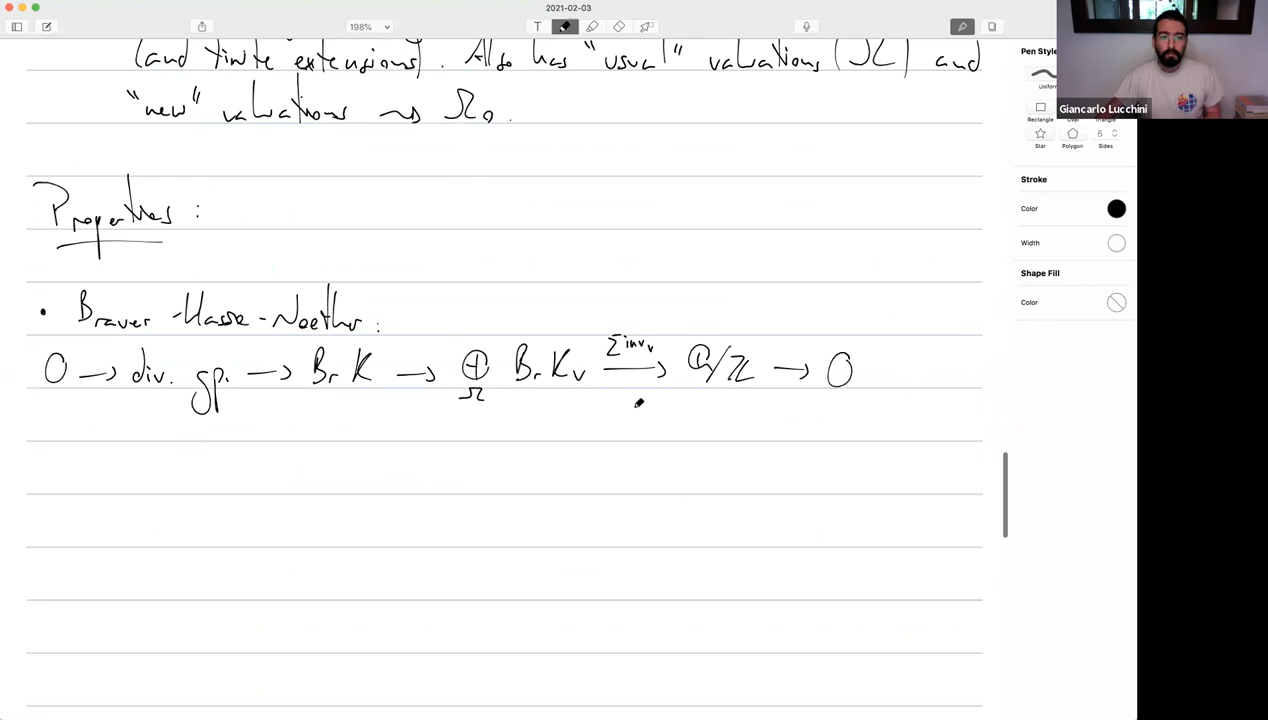 2021-02-03
198%
T
(and finite extensions). Also has "usual" valuations (Ω) and
"new" valuations ⇝ Ω₀.
Properties:
• Brauer-Hasse-Noether:
0 → div. gp. → Br K → ⊕_Ω Br K_v —Σ inv_v→ ℚ/ℤ → 0
Pen Style
Uniform
Rectangle Oval Triangle
Star Polygon 5 Sides
Stroke
Color
Width
Shape Fill
Color
Giancarlo Lucchini